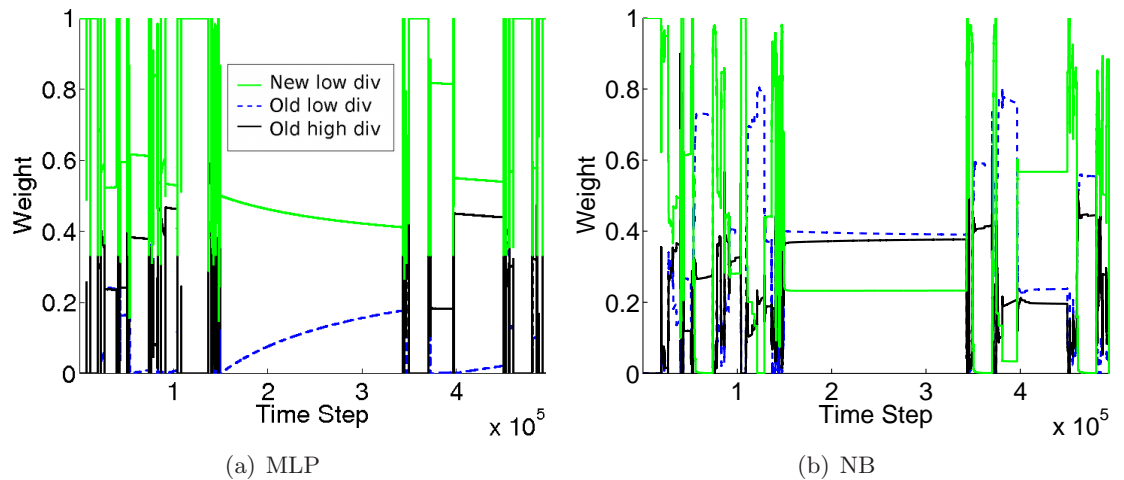 1
0.8
0.6
0.4
0.2
0
Weight
New low div
Old low div
Old high div
1 2 3 4
Time Step
x 10^5
(a) MLP
1
0.8
0.6
0.4
0.2
0
Weight
1 2 3 4
Time Step
x 10^5
(b) NB